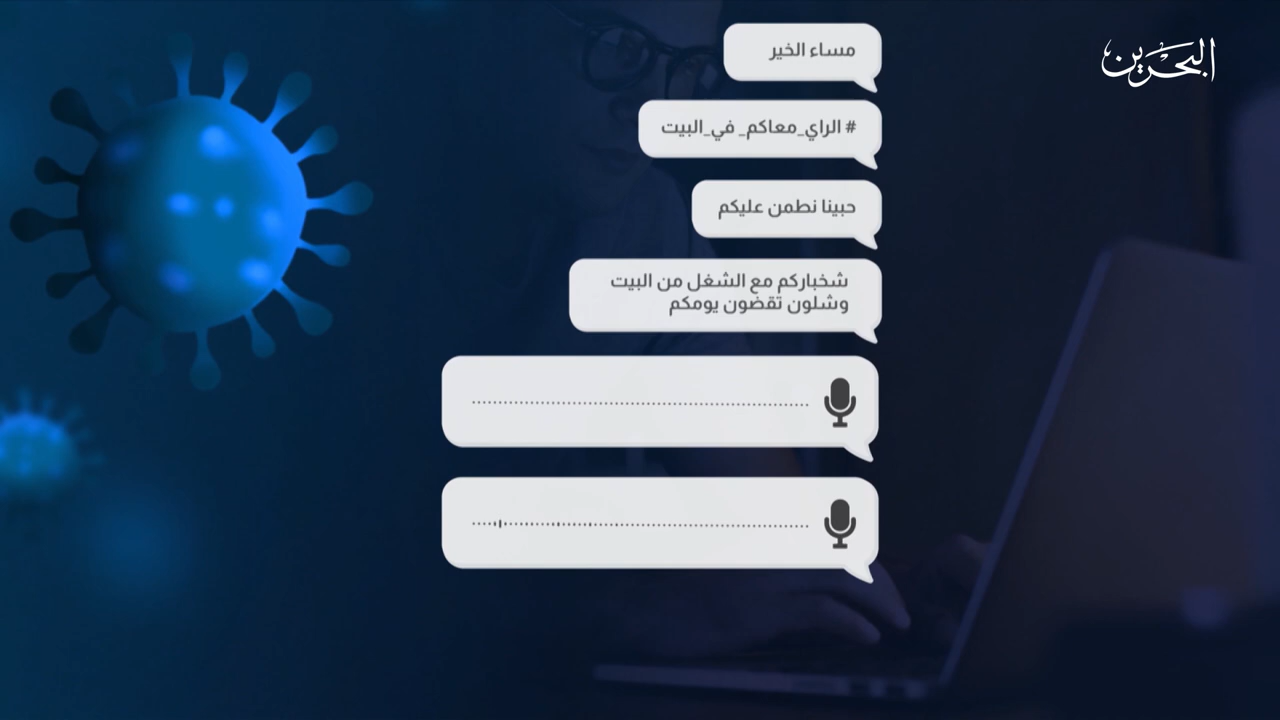 البحرين
مساء الخير
# الراي_معاكم_ في_البيت
حبينا نطمن عليكم
شخباركم مع الشغل من البيت
وشلون تقضون يومكم